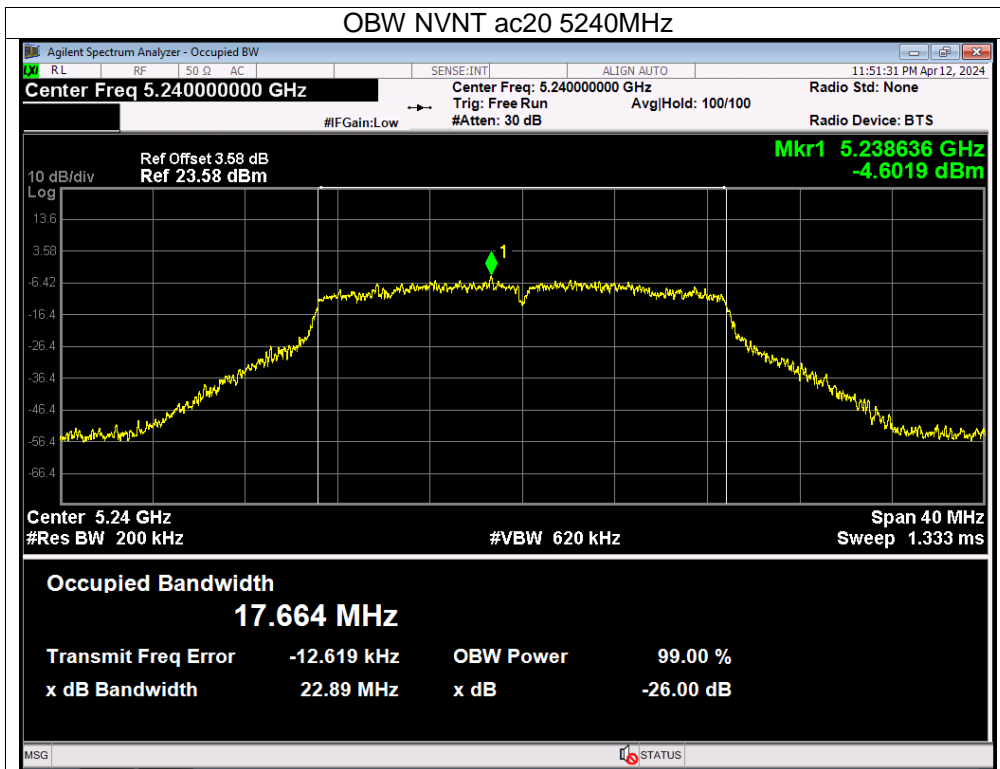 OBW NVNT ac20 5240MHz
Agilent Spectrum Analyzer - Occupied BW
LXI RL RF 50 Ω AC SENSE:INT ALIGN AUTO 11:51:31 PM Apr 12, 2024
Center Freq 5.240000000 GHz Center Freq: 5.240000000 GHz Radio Std: None
Trig: Free Run Avg|Hold: 100/100
#IFGain:Low #Atten: 30 dB Radio Device: BTS
Mkr1 5.238636 GHz
-4.6019 dBm
Ref Offset 3.58 dB
10 dB/div Ref 23.58 dBm
Log
13.6
3.58
1
-6.42
-16.4
-26.4
-36.4
-46.4
-56.4
-66.4
Center 5.24 GHz Span 40 MHz
#Res BW 200 kHz #VBW 620 kHz Sweep 1.333 ms
Occupied Bandwidth
17.664 MHz
Transmit Freq Error -12.619 kHz OBW Power 99.00 %
x dB Bandwidth 22.89 MHz x dB -26.00 dB
MSG STATUS